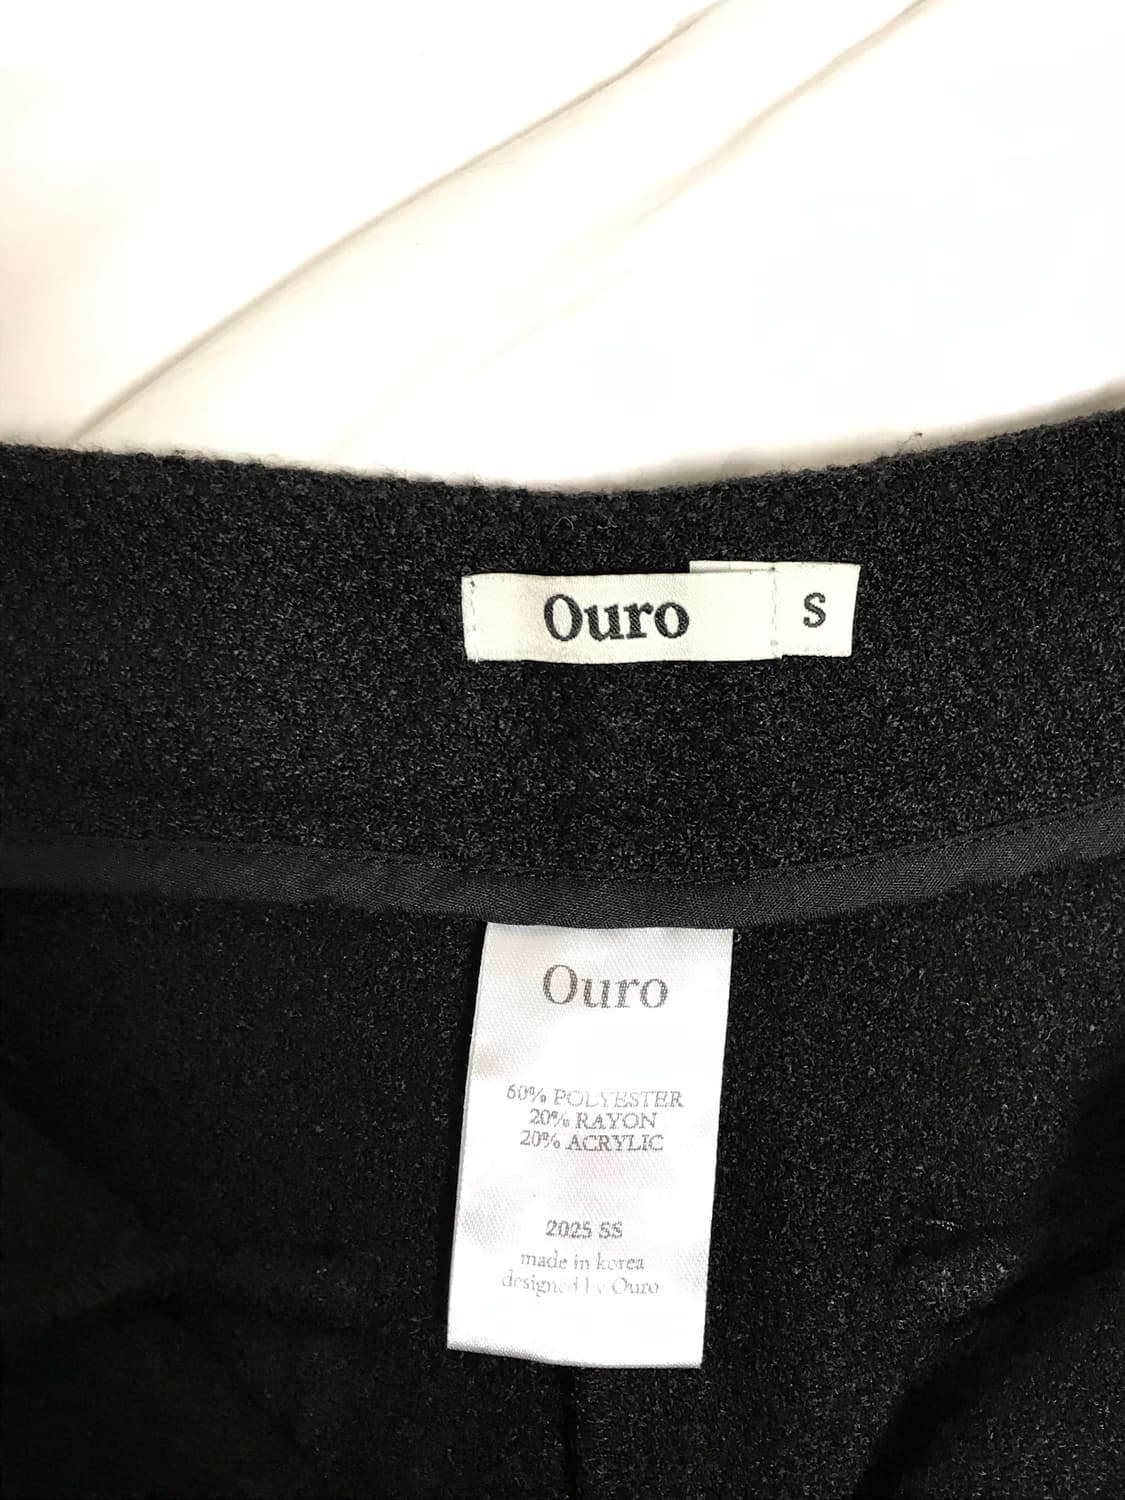 Ouro
S
Ouro
60% POLYESTER
20% RAYON
20% ACRYLIC
2025 SS
made in korea
designed by Ouro